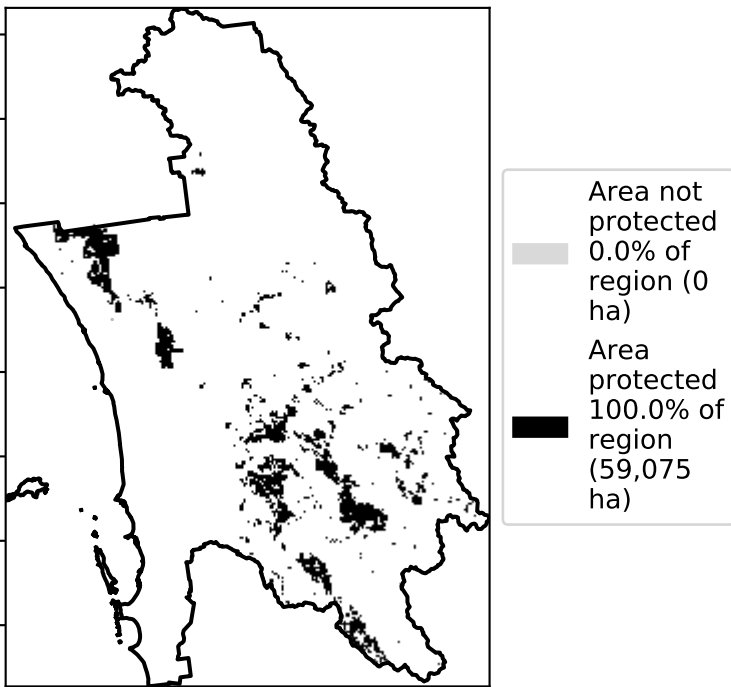 Area not
protected
0.0% of
region (0
ha)
Area
protected
100.0% of
region
(59,075
ha)